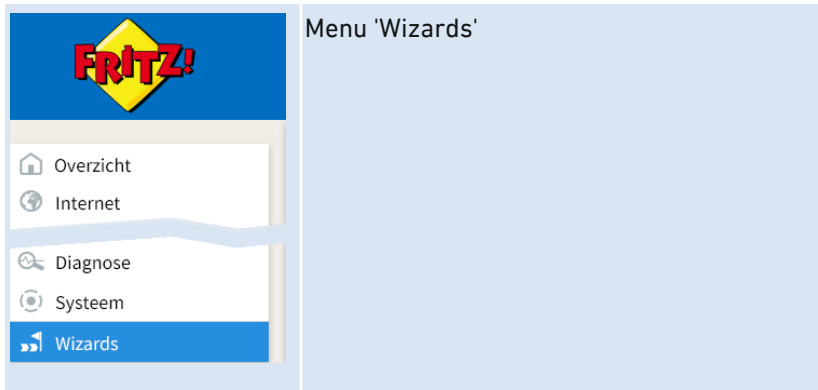 FRITZ!
Menu 'Wizards'
Overzicht
Internet
Diagnose
Systeem
Wizards